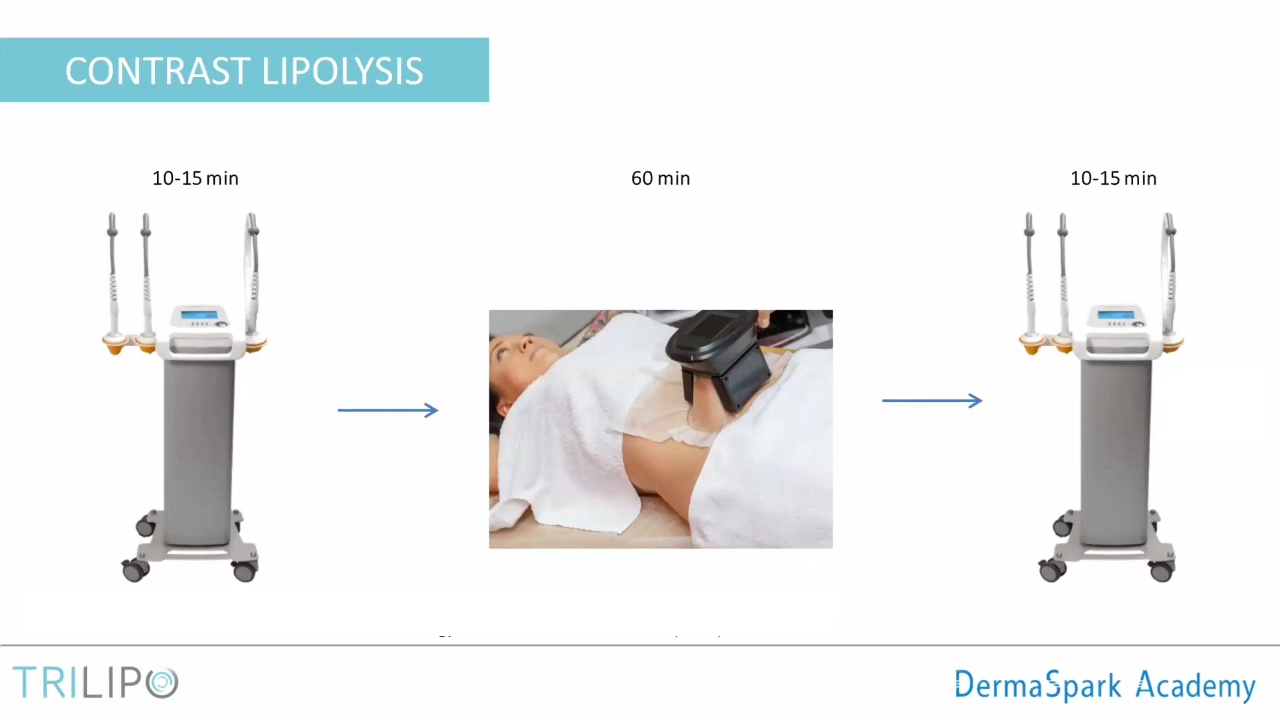 CONTRAST LIPOLYSIS
10-15 min
60 min
10-15 min
TRILIPO
DermaSpark Academy